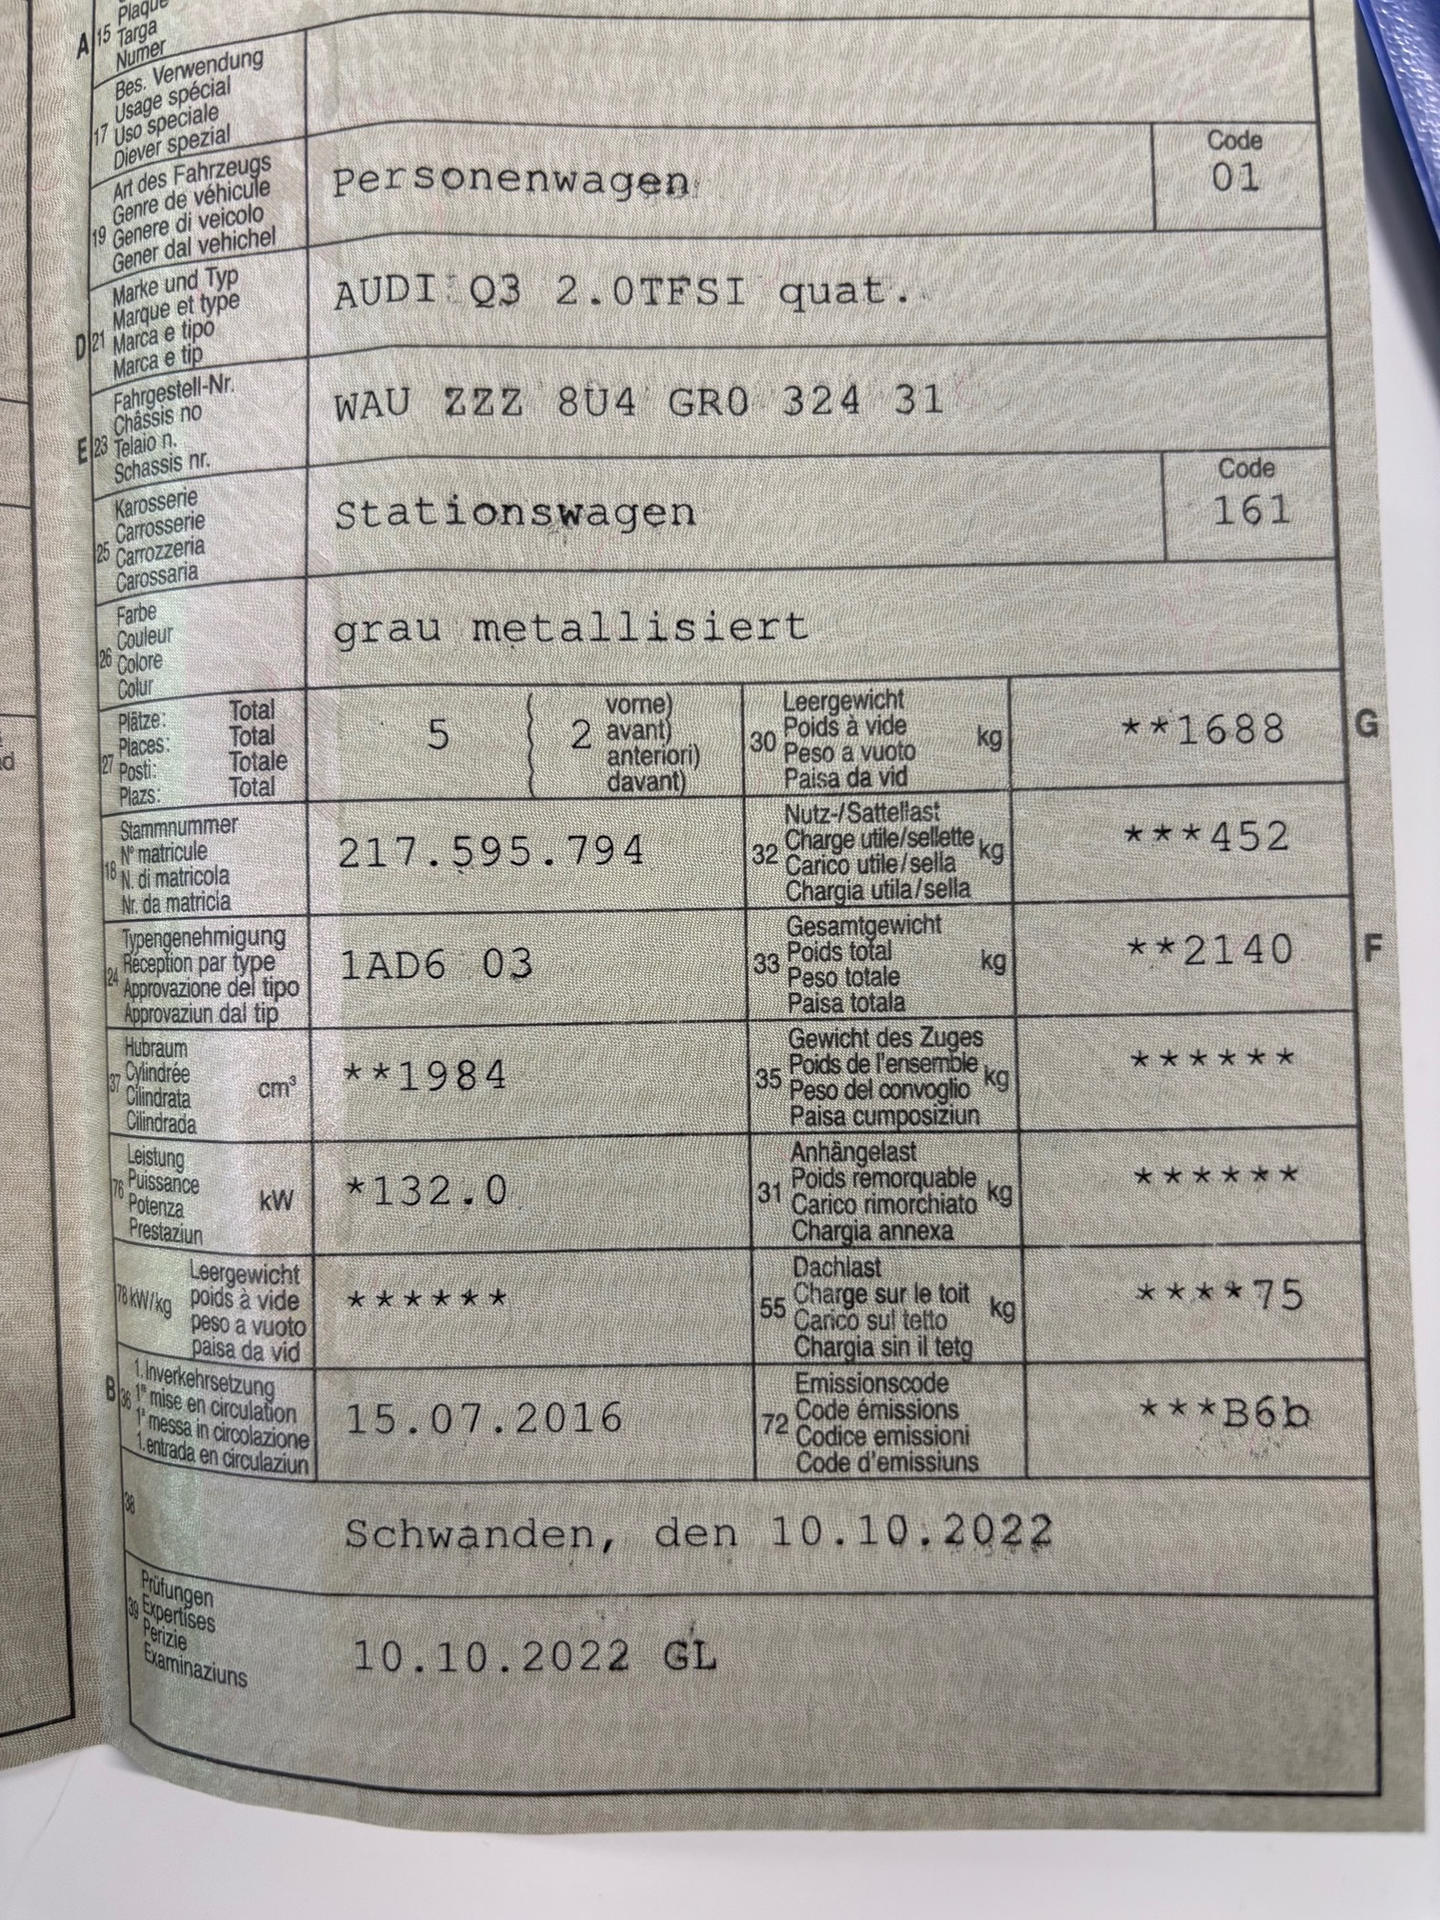 Plaque
A 15 Targa
Numer
Bes. Verwendung
Usage spécial
17 Uso speciale
Diever spezial
Art des Fahrzeugs
Genre de véhicule
19 Genere di veicolo
Gener dal vehichel
Personenwagen
Code
01
Marke und Typ
Marque et type
D 21 Marca e tipo
Marca e tip
AUDI Q3 2.0TFSI quat.
Fahrgestell-Nr.
Châssis no
E 23 Telaio n.
Schassis nr.
WAU ZZZ 8U4 GR0 324 31
Karosserie
Carrosserie
25 Carrozzeria
Carossaria
Stationswagen
Code
161
Farbe
Couleur
26 Colore
Colur
grau metallisiert
Plätze: Total
Places: Total
27 Posti: Totale
Plazs: Total
5 { 2
vorne)
avant)
anteriori)
davant)
Leergewicht
30 Poids à vide kg
Peso a vuoto
Paisa da vid
**1688 G
Stammnummer
N° matricule
18 N. di matricola
Nr. da matricla
217.595.794
Nutz-/Sattellast
Charge utile/sellette
32 Carico utile/sella kg
Chargia utila/sella
***452
Typengenehmigung
Réception par type
24 Approvazione del tipo
Approvaziun dal tip
1AD6 03
Gesamtgewicht
33 Poids total kg
Peso totale
Paisa totala
**2140 F
Hubraum
37 Cylindrée cm³
Cilindrata
Cilindrada
**1984
Gewicht des Zuges
Poids de l'ensemble
35 Peso del convoglio kg
Paisa cumposiziun
******
Leistung
76 Puissance kW
Potenza
Prestaziun
*132.0
Anhängelast
Poids remorquable
31 Carico rimorchiato kg
Chargia annexa
******
Leergewicht
78 kW/kg poids à vide
peso a vuoto
paisa da vid
******
Dachlast
Charge sur le toit
55 Carico sul tetto kg
Chargia sin il tetg
****75
1. Inverkehrsetzung
B 36 1re mise en circulation
1a messa in circolazione
1. entrada en circulaziun
15.07.2016
Emissionscode
72 Code émissions
Codice emissioni
Code d'emissiuns
***B6b
38
Schwanden, den 10.10.2022
Prüfungen
39 Expertises
Perizie
Examinaziuns
10.10.2022 GL